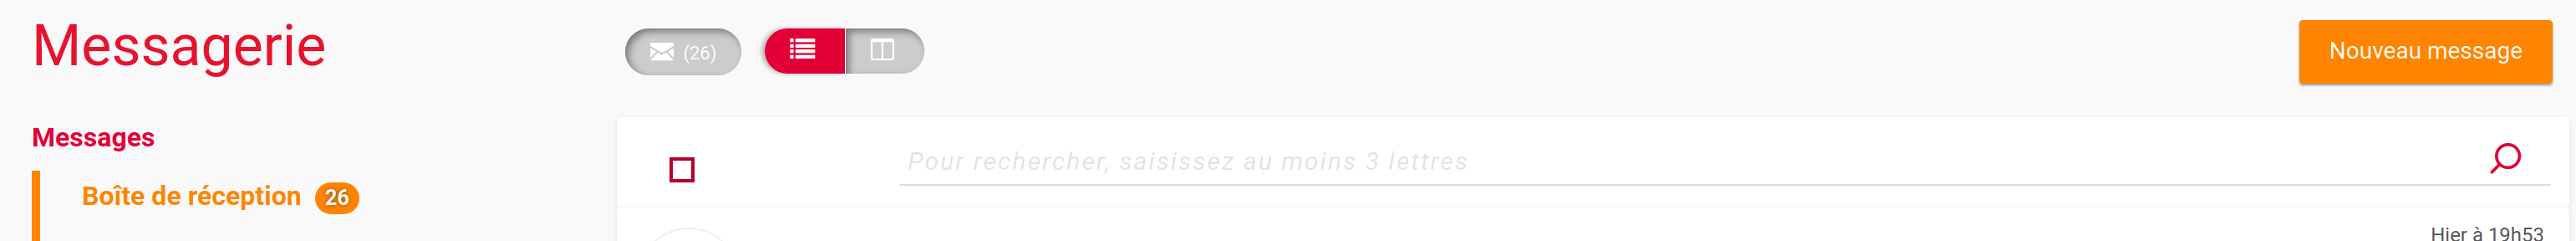 Messagerie
(26)
Nouveau message
Messages
Pour rechercher, saisissez au moins 3 lettres
Boîte de réception 26
Hier à 19h53